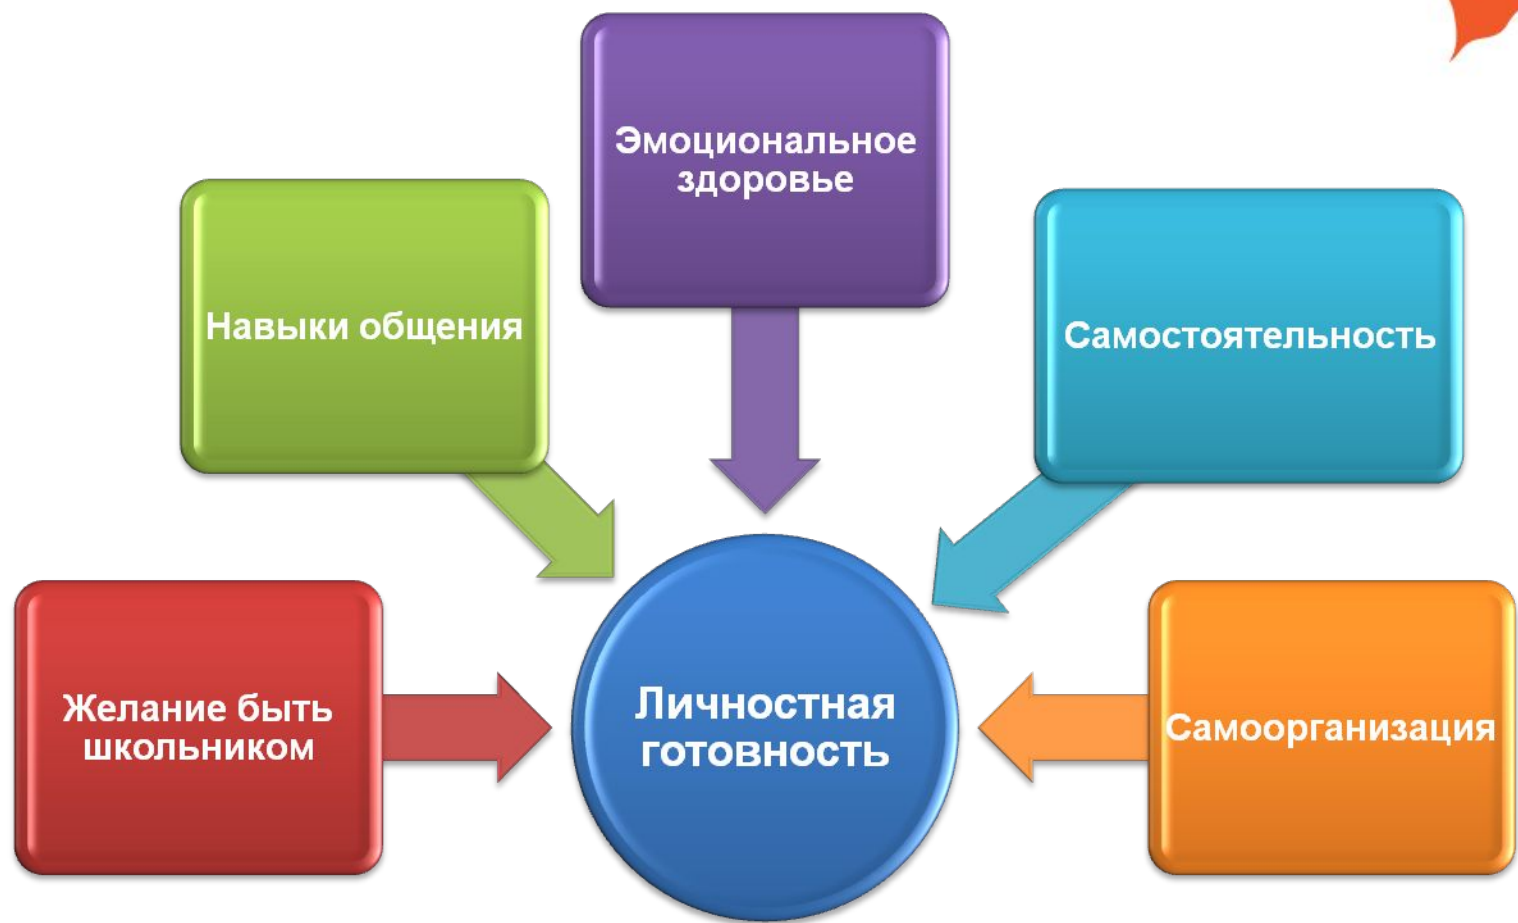 Эмоциональное
здоровье
Навыки общения
Самостоятельность
Желание быть
школьником
Личностная
готовность
Самоорганизация